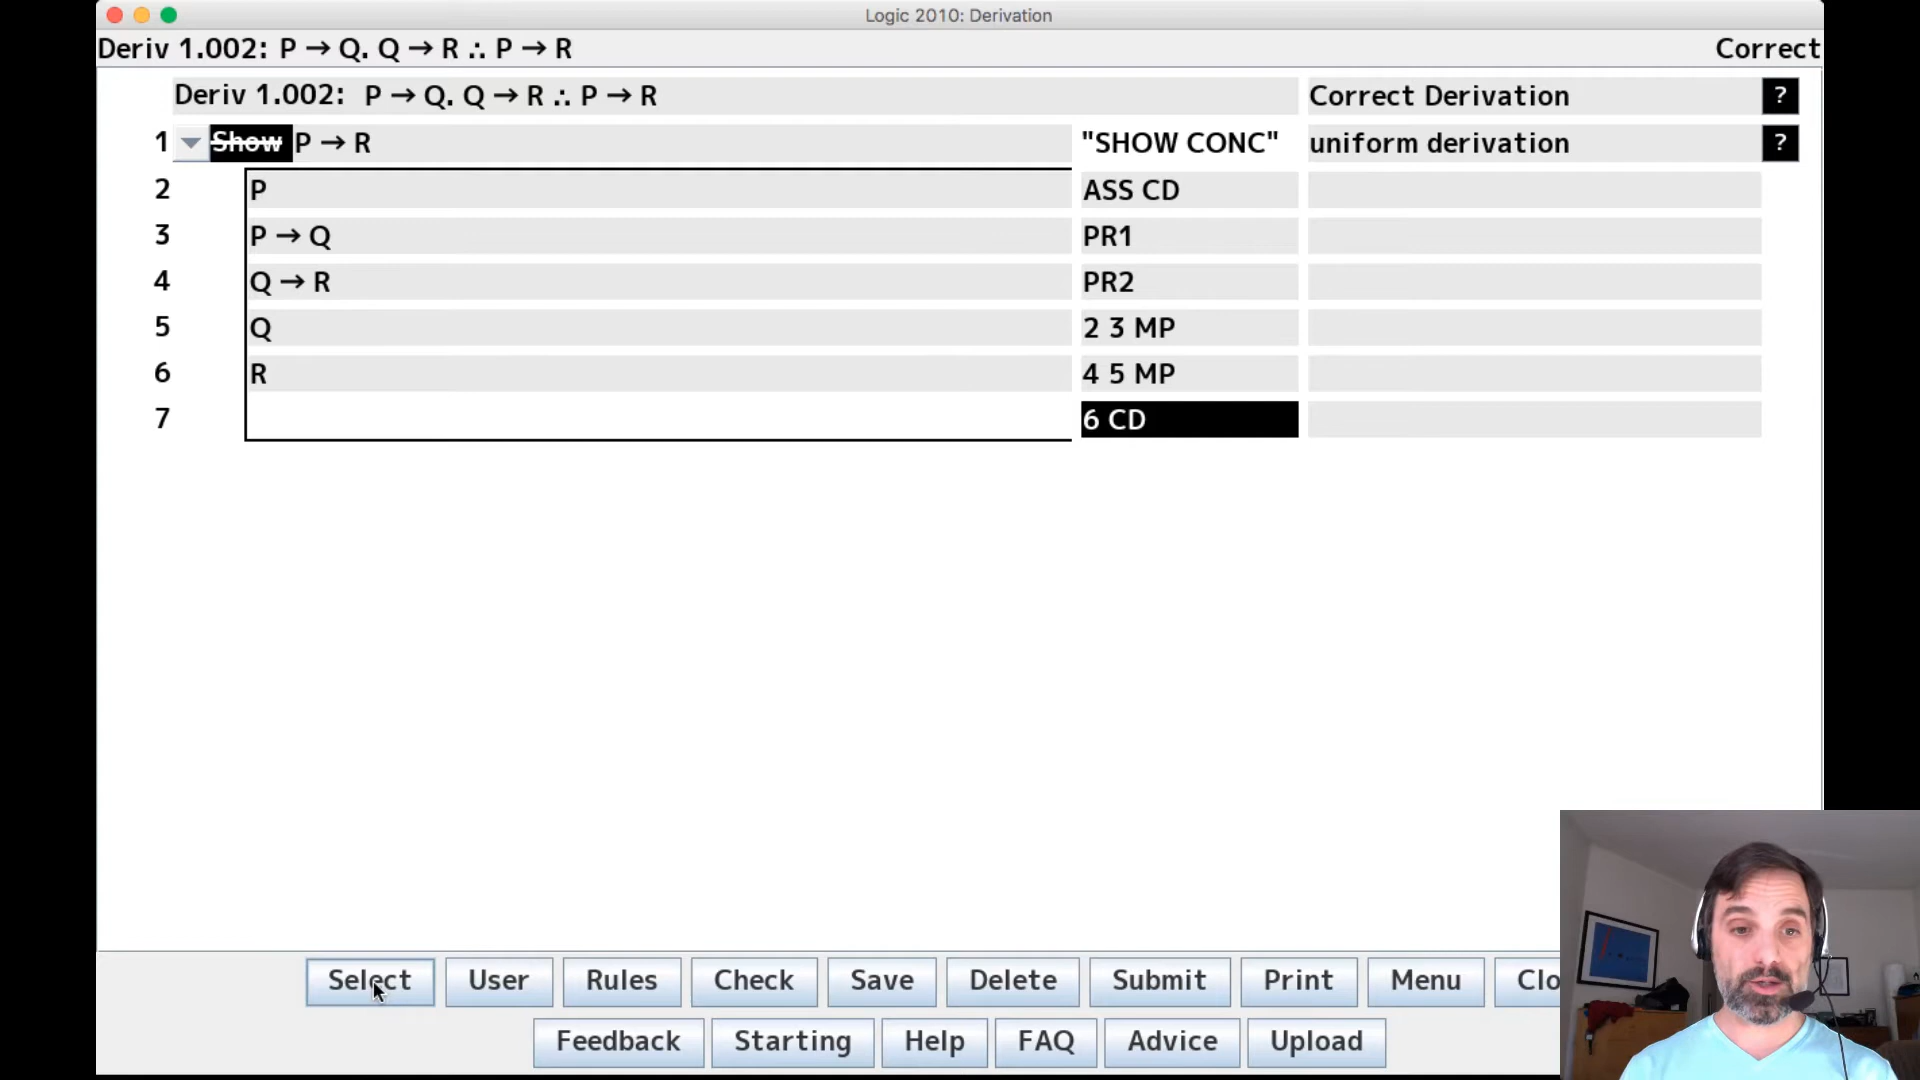 Logic 2010: Derivation
Deriv 1.002: P → Q. Q → R ∴ P → R Correct
Deriv 1.002: P → Q. Q → R ∴ P → R Correct Derivation ?
1 Show P → R "SHOW CONC" uniform derivation ?
2 P ASS CD
3 P → Q PR1
4 Q → R PR2
5 Q 2 3 MP
6 R 4 5 MP
7 6 CD
Select User Rules Check Save Delete Submit Print Menu Clo
Feedback Starting Help FAQ Advice Upload